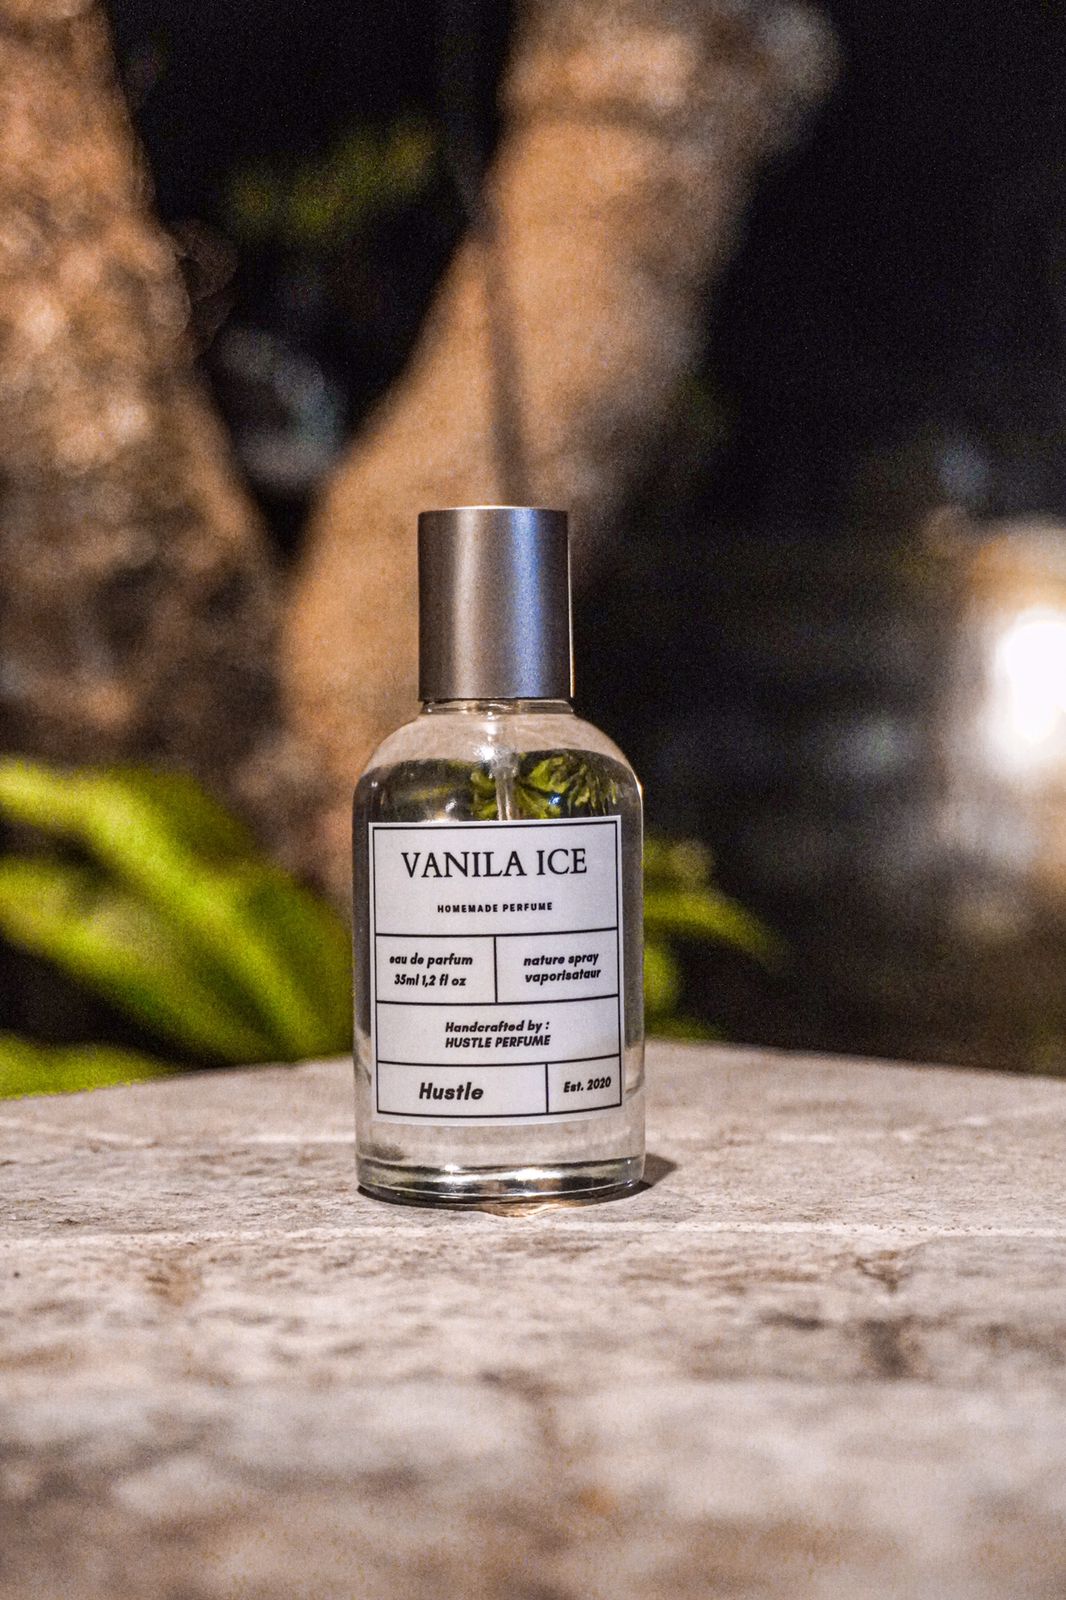 VANILA ICE
HOMEMADE PERFUME
eau de parfum
35ml 1,2 fl oz
nature spray
vaporisataur
Handcrafted by :
HUSTLE PERFUME
Hustle
Est. 2020